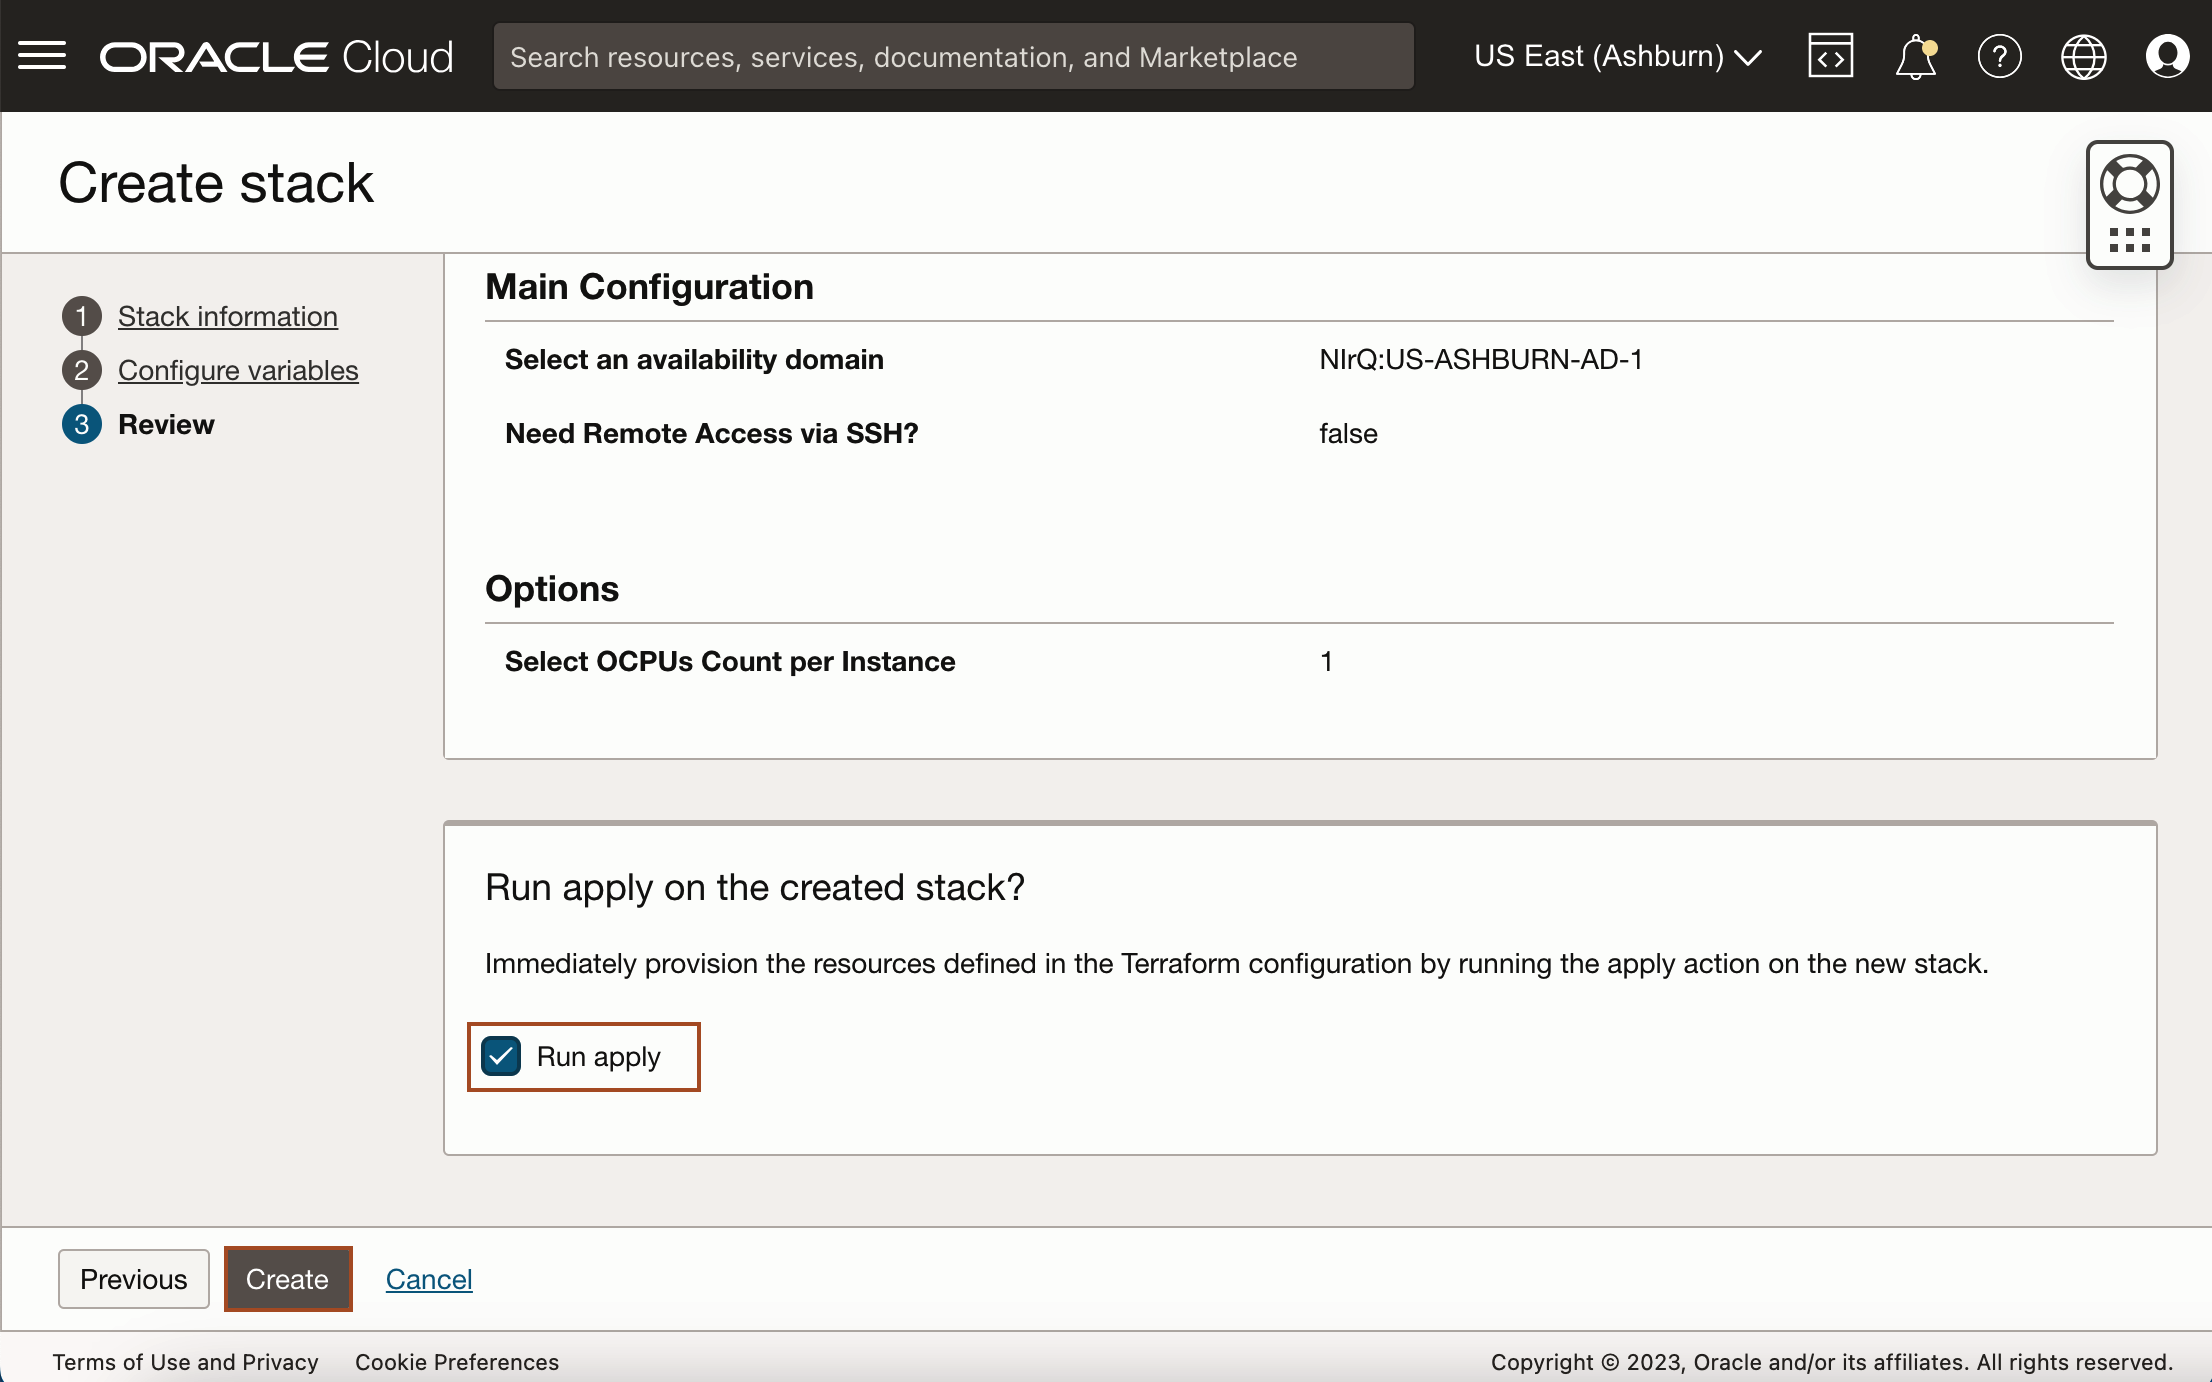 ORACLE Cloud
Search resources, services, documentation, and Marketplace
US East (Ashburn)
Create stack
1 Stack information
2 Configure variables
3 Review
Main Configuration
Select an availability domain NIrQ:US-ASHBURN-AD-1
Need Remote Access via SSH? false
Options
Select OCPUs Count per Instance 1
Run apply on the created stack?
Immediately provision the resources defined in the Terraform configuration by running the apply action on the new stack.
Run apply
Previous Create Cancel
Terms of Use and Privacy Cookie Preferences Copyright © 2023, Oracle and/or its affiliates. All rights reserved.